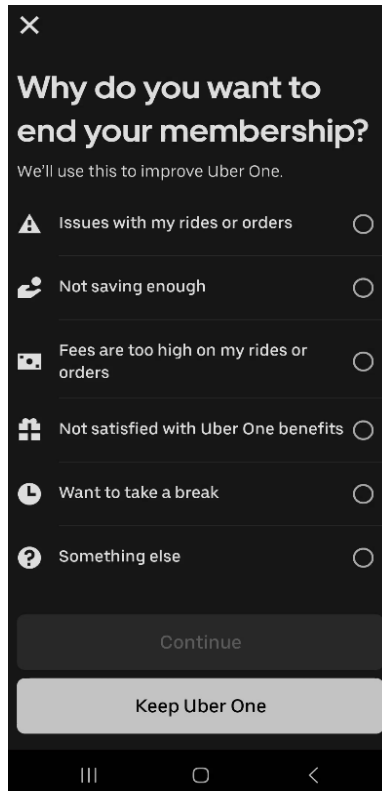 Why do you want to
end your membership?
We'll use this to improve Uber One.
Issues with my rides or orders
Not saving enough
Fees are too high on my rides or
orders
Not satisfied with Uber One benefits
Want to take a break
Something else
Continue
Keep Uber One